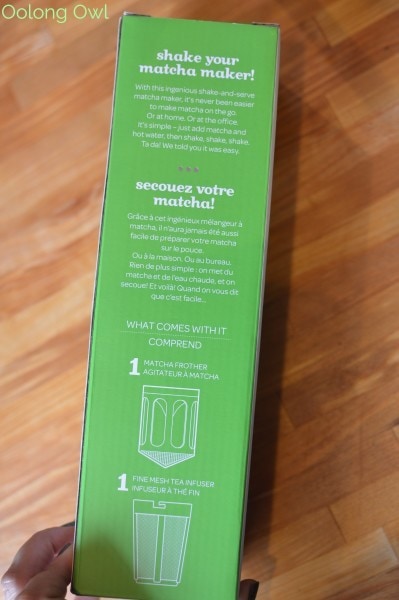 Oolong Owl
shake your
matcha maker!
With this ingenious shake-and-serve
matcha maker, it's never been easier
to make matcha on the go.
Or at home. Or at the office.
It's simple – just add matcha and
hot water, then shake, shake, shake.
Ta da! We told you it was easy.
secouez votre
matcha!
Grâce à cet ingénieux mélangeur à
matcha, il n'aura jamais été aussi
facile de préparer votre matcha
sur le pouce.
Ou à la maison. Ou au bureau.
Rien de plus simple : on met du
matcha et de l'eau chaude, et on
secoue! Et voilà! Quand on vous dit
que c'est facile...
WHAT COMES WITH IT
COMPREND
1 MATCHA FROTHER
AGITATEUR À MATCHA
1 FINE MESH TEA INFUSER
INFUSEUR À THÉ FIN